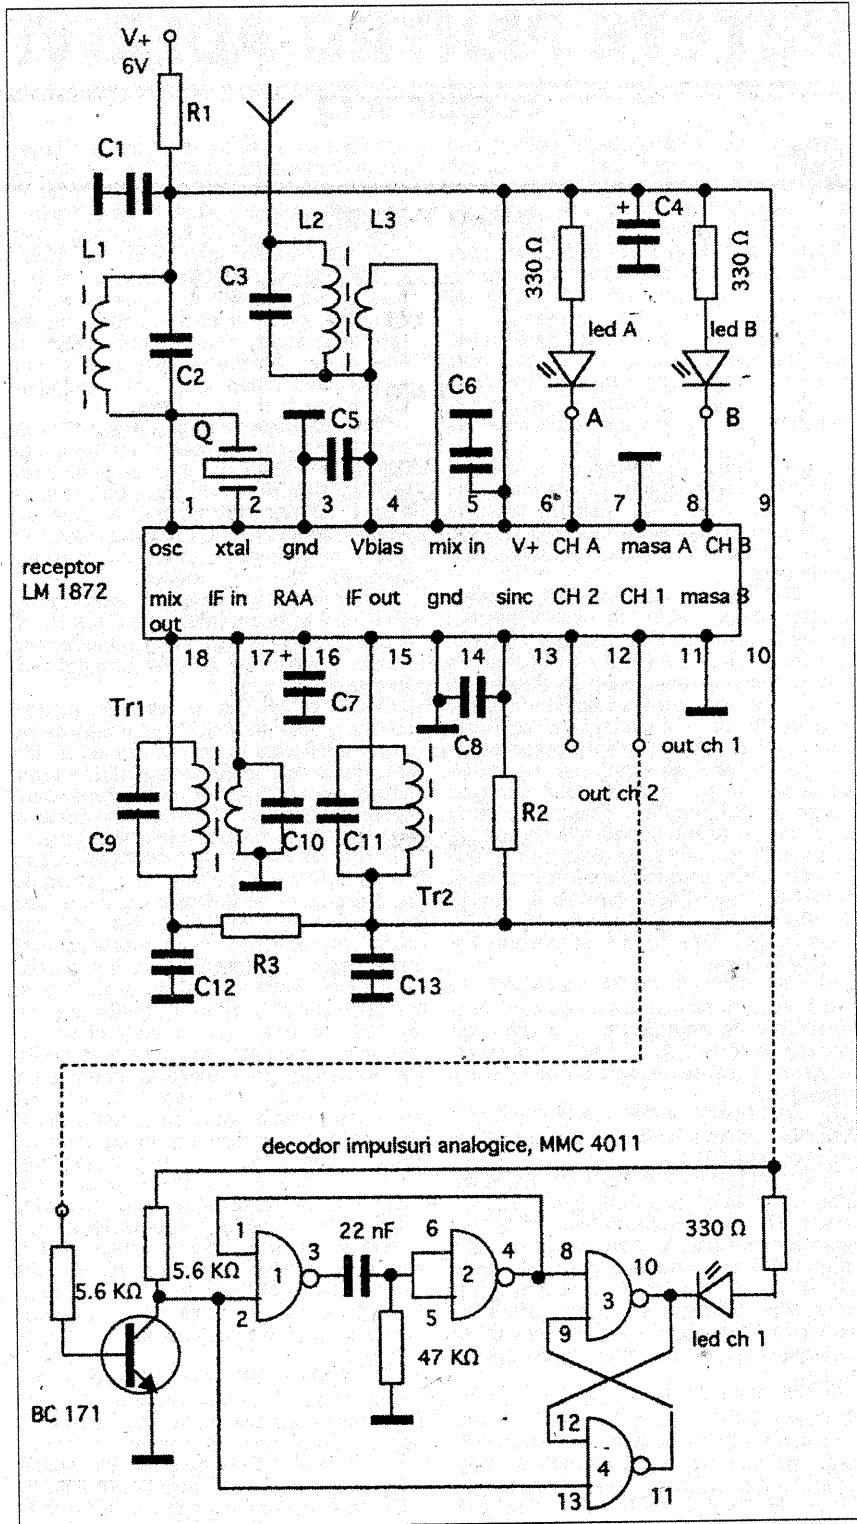 V+
6V
R1
C1
L2
L3
+
C4
L1
C3
330 Ω
330 Ω
led A
led B
C2
C6
C5
Q
A
B
1
2
3
4
5
6
7
8
9
osc
xtal
gnd
Vbias
mix in
V+
CH A
masa A
CH B
receptor
LM 1872
mix
out
IF in
RAA
IF out
gnd
sinc
CH 2
CH 1
masa B
18
17
+
16
15
14
13
12
11
10
Tr1
C7
C8
out ch 1
out ch 2
C9
C10
C11
R2
Tr2
R3
C12
C13
decodor impulsuri analogice, MMC 4011
1
3
22 nF
6
4
8
10
330 Ω
5.6 KΩ
5.6 KΩ
1
2
3
2
5
9
led ch 1
47 KΩ
BC 171
12
4
13
11